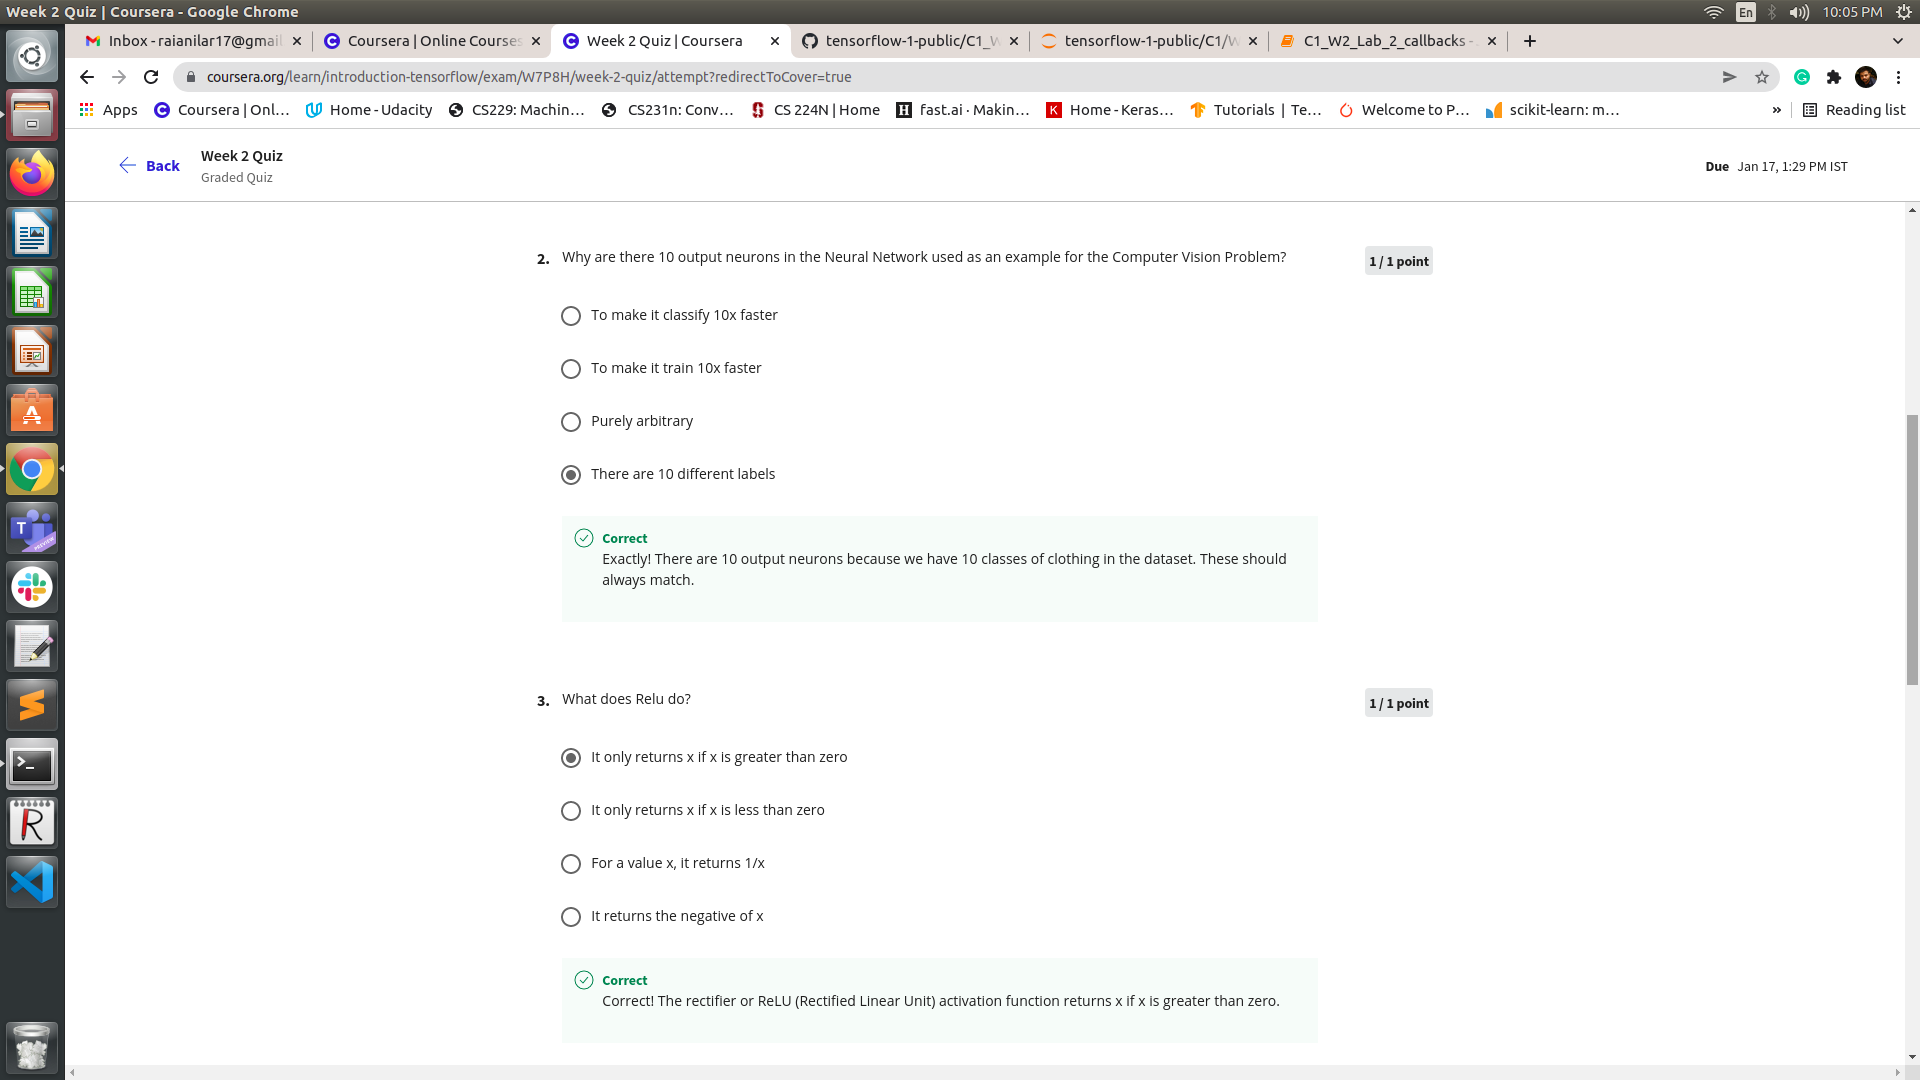 Week 2 Quiz | Coursera - Google Chrome
En
10:05 PM
Inbox - raianilar17@gmail
Coursera | Online Courses
Week 2 Quiz | Coursera
tensorflow-1-public/C1_W
tensorflow-1-public/C1/W
C1_W2_Lab_2_callbacks -
coursera.org/learn/introduction-tensorflow/exam/W7P8H/week-2-quiz/attempt?redirectToCover=true
Apps
Coursera | Onl...
Home - Udacity
CS229: Machin...
CS231n: Conv...
CS 224N | Home
fast.ai · Makin...
Home - Keras...
Tutorials | Te...
Welcome to P...
scikit-learn: m...
»
Reading list
Back
Week 2 Quiz
Graded Quiz
Due Jan 17, 1:29 PM IST
2. Why are there 10 output neurons in the Neural Network used as an example for the Computer Vision Problem?
1 / 1 point
To make it classify 10x faster
To make it train 10x faster
Purely arbitrary
There are 10 different labels
Correct
Exactly! There are 10 output neurons because we have 10 classes of clothing in the dataset. These should
always match.
3. What does Relu do?
1 / 1 point
It only returns x if x is greater than zero
It only returns x if x is less than zero
For a value x, it returns 1/x
It returns the negative of x
Correct
Correct! The rectifier or ReLU (Rectified Linear Unit) activation function returns x if x is greater than zero.